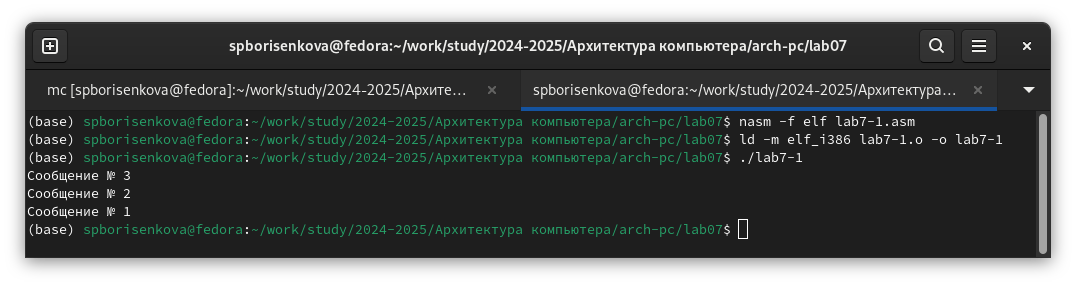 spborisenkova@fedora:~/work/study/2024-2025/Архитектура компьютера/arch-pc/lab07
mc [spborisenkova@fedora]:~/work/study/2024-2025/Архите...
spborisenkova@fedora:~/work/study/2024-2025/Архитектура...
(base) spborisenkova@fedora:~/work/study/2024-2025/Архитектура компьютера/arch-pc/lab07$ nasm -f elf lab7-1.asm
(base) spborisenkova@fedora:~/work/study/2024-2025/Архитектура компьютера/arch-pc/lab07$ ld -m elf_i386 lab7-1.o -o lab7-1
(base) spborisenkova@fedora:~/work/study/2024-2025/Архитектура компьютера/arch-pc/lab07$ ./lab7-1
Сообщение № 3
Сообщение № 2
Сообщение № 1
(base) spborisenkova@fedora:~/work/study/2024-2025/Архитектура компьютера/arch-pc/lab07$